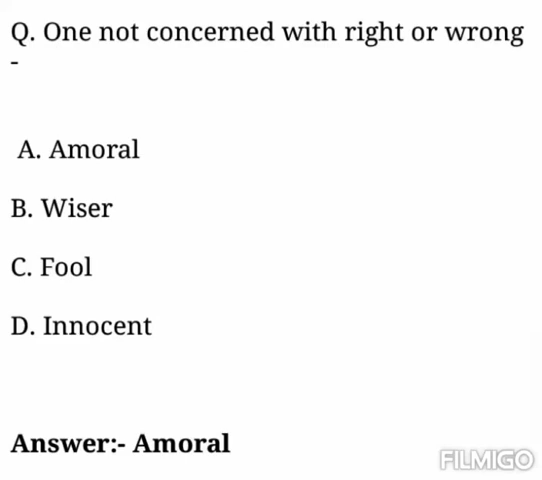 Q. One not concerned with right or wrong
-
A. Amoral
B. Wiser
C. Fool
D. Innocent
Answer:- Amoral
FILMIGO